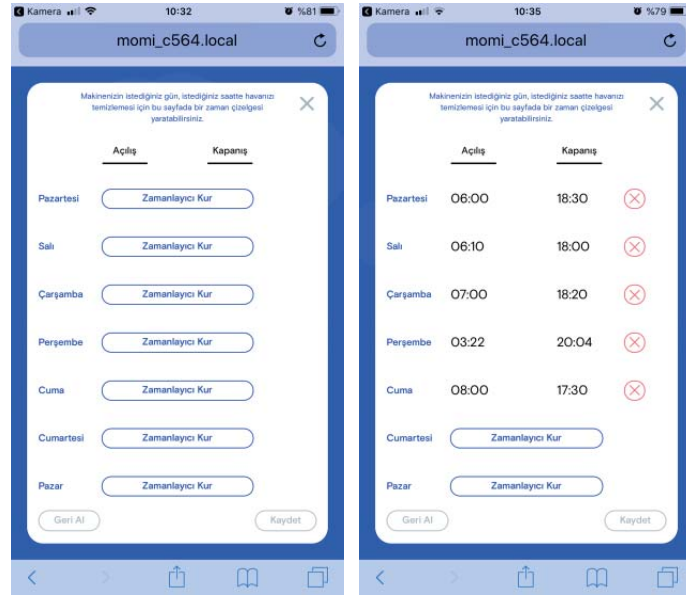 Kamera 10:32 %81
momi_c564.local
Makinenizin istediğiniz gün, istediğiniz saatte havanızı
temizlemesi için bu sayfada bir zaman çizelgesi
yaratabilirsiniz.
Açılış Kapanış
Pazartesi Zamanlayıcı Kur
Salı Zamanlayıcı Kur
Çarşamba Zamanlayıcı Kur
Perşembe Zamanlayıcı Kur
Cuma Zamanlayıcı Kur
Cumartesi Zamanlayıcı Kur
Pazar Zamanlayıcı Kur
Geri Al Kaydet
Kamera 10:35 %79
momi_c564.local
Makinenizin istediğiniz gün, istediğiniz saatte havanızı
temizlemesi için bu sayfada bir zaman çizelgesi
yaratabilirsiniz.
Açılış Kapanış
Pazartesi 06:00 18:30
Salı 06:10 18:00
Çarşamba 07:00 18:20
Perşembe 03:22 20:04
Cuma 08:00 17:30
Cumartesi Zamanlayıcı Kur
Pazar Zamanlayıcı Kur
Geri Al Kaydet